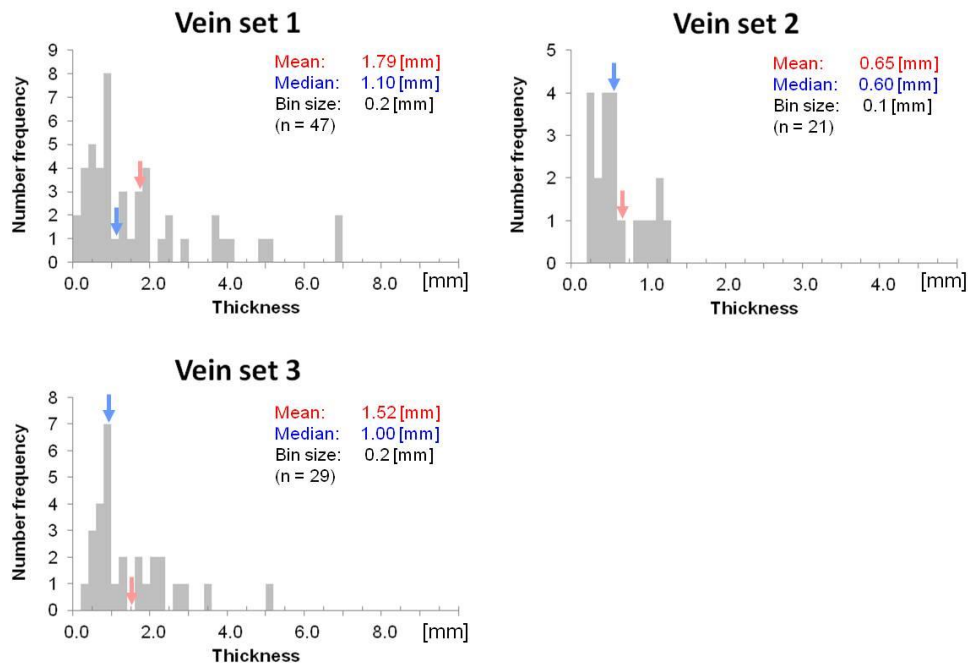 Vein set 1
Mean: 1.79 [mm]
Median: 1.10 [mm]
Bin size: 0.2 [mm]
(n = 47)
Number frequency
9
8
7
6
5
4
3
2
1
0
0.0 2.0 4.0 6.0 8.0 [mm]
Thickness
Vein set 2
Mean: 0.65 [mm]
Median: 0.60 [mm]
Bin size: 0.1 [mm]
(n = 21)
Number frequency
5
4
3
2
1
0
0.0 1.0 2.0 3.0 4.0 [mm]
Thickness
Vein set 3
Mean: 1.52 [mm]
Median: 1.00 [mm]
Bin size: 0.2 [mm]
(n = 29)
Number frequency
8
7
6
5
4
3
2
1
0
0.0 2.0 4.0 6.0 8.0 [mm]
Thickness